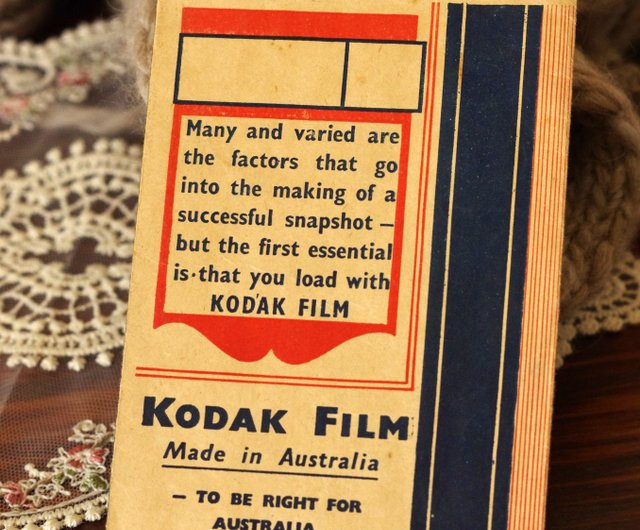 Many and varied are
the factors that go
into the making of a
successful snapshot —
but the first essential
is that you load with
KODAK FILM
KODAK FILM
Made in Australia
— TO BE RIGHT FOR
AUSTRALIA